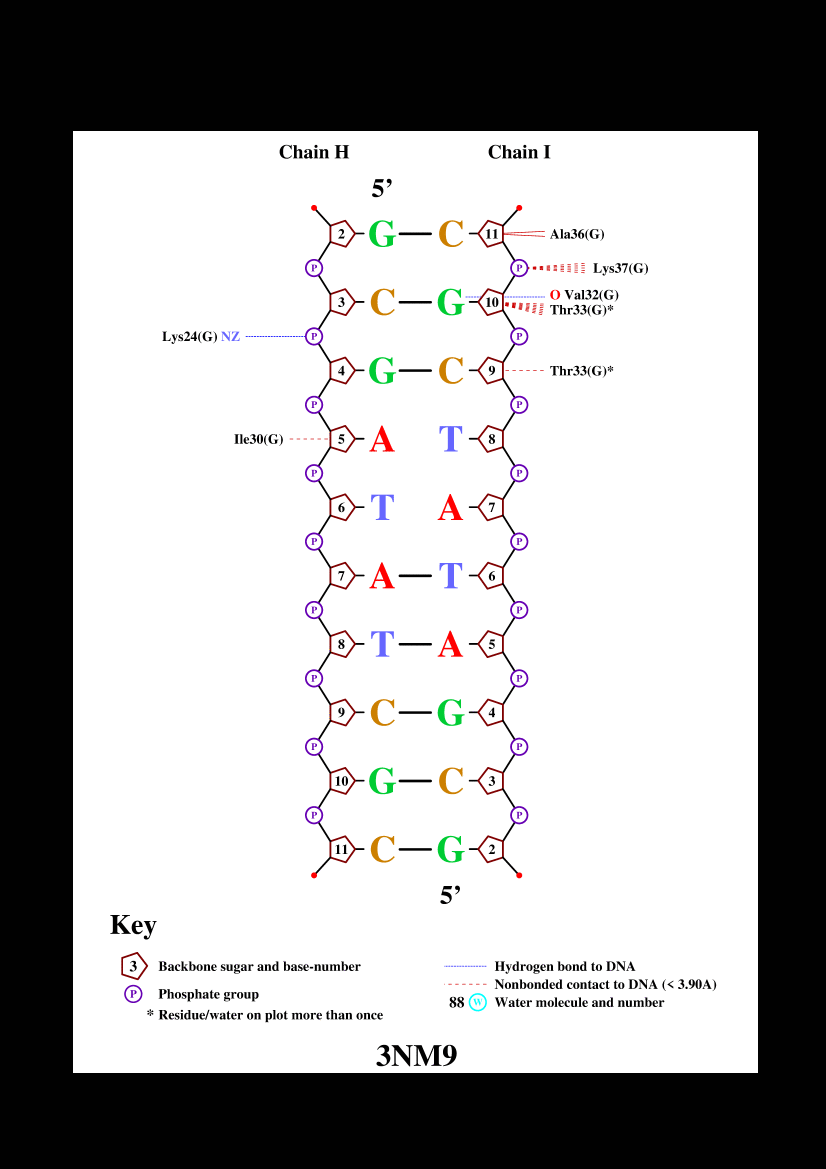 Chain H Chain I
5’
2 G C 11 Ala36(G)
P P Lys37(G)
3 C G 10 O Val32(G)
Thr33(G)*
Lys24(G) NZ P P
4 G C 9 Thr33(G)*
P P
Ile30(G) 5 A T 8
P P
6 T A 7
P P
7 A T 6
P P
8 T A 5
P P
9 C G 4
P P
10 G C 3
P P
11 C G 2
5’
Key
3 Backbone sugar and base-number
P Phosphate group
* Residue/water on plot more than once
Hydrogen bond to DNA
Nonbonded contact to DNA (< 3.90A)
88 W Water molecule and number
3NM9